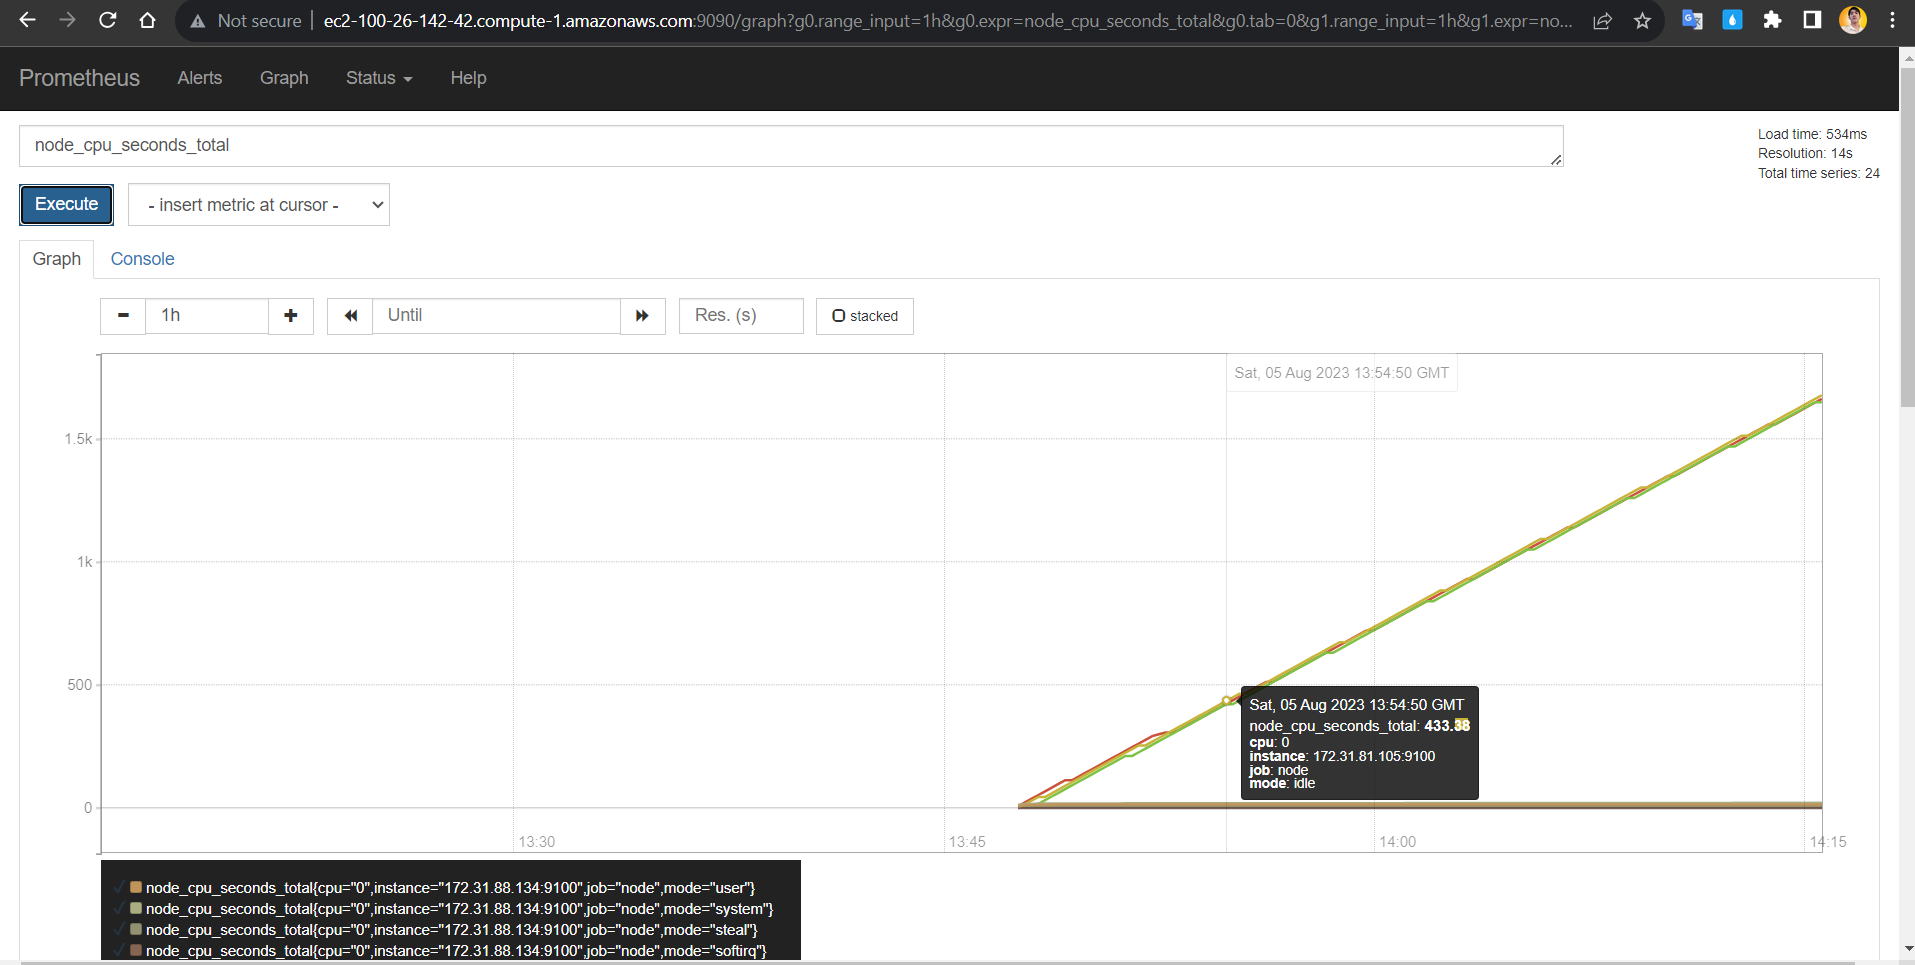 Not secure | ec2-100-26-142-42.compute-1.amazonaws.com:9090/graph?g0.range_input=1h&g0.expr=node_cpu_seconds_total&g0.tab=0&g1.range_input=1h&g1.expr=no...
Prometheus Alerts Graph Status Help
node_cpu_seconds_total
Load time: 534ms
Resolution: 14s
Total time series: 24
Execute - insert metric at cursor -
Graph Console
1h Until Res. (s) stacked
Sat, 05 Aug 2023 13:54:50 GMT
1.5k
1k
500
0
Sat, 05 Aug 2023 13:54:50 GMT
node_cpu_seconds_total: 433.38
cpu: 0
instance: 172.31.81.105:9100
job: node
mode: idle
13:30 13:45 14:00 14:15
node_cpu_seconds_total{cpu="0",instance="172.31.88.134:9100",job="node",mode="user"}
node_cpu_seconds_total{cpu="0",instance="172.31.88.134:9100",job="node",mode="system"}
node_cpu_seconds_total{cpu="0",instance="172.31.88.134:9100",job="node",mode="steal"}
node_cpu_seconds_total{cpu="0",instance="172.31.88.134:9100",job="node",mode="softirq"}